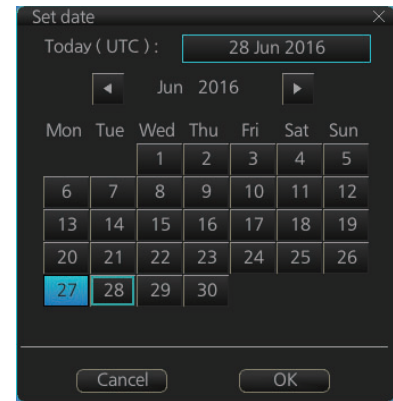 Set date
Today ( UTC ) : 28 Jun 2016
Jun 2016
Mon Tue Wed Thu Fri Sat Sun
1 2 3 4 5
6 7 8 9 10 11 12
13 14 15 16 17 18 19
20 21 22 23 24 25 26
27 28 29 30
Cancel OK